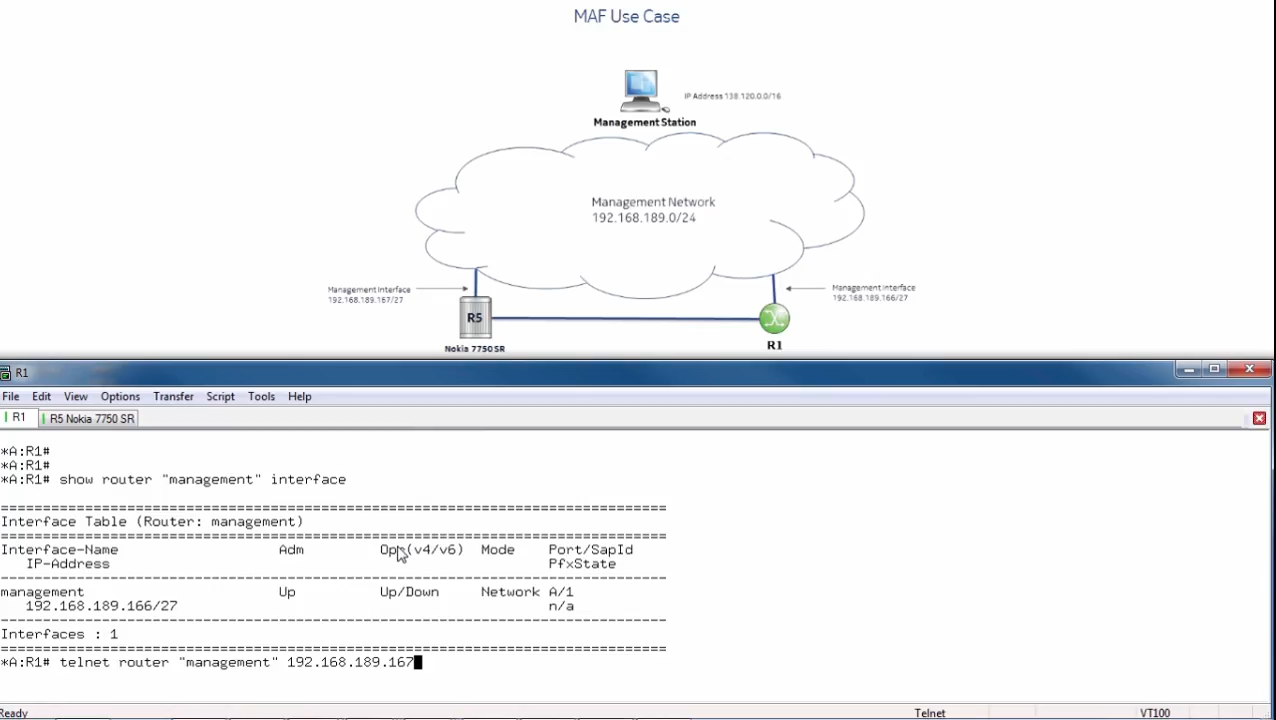 MAF Use Case
IP Address 138.120.0.0/16
Management Station
Management Network
192.168.189.0/24
Management Interface
192.168.189.167/27
Management Interface
192.168.189.166/27
R5
Nokia 7750 SR
R1
R1
File Edit View Options Transfer Script Tools Help
R1 R5 Nokia 7750 SR
*A:R1#
*A:R1#
*A:R1# show router "management" interface
===============================================================================
Interface Table (Router: management)
===============================================================================
Interface-Name Adm Opr(v4/v6) Mode Port/SapId
IP-Address PfxState
-------------------------------------------------------------------------------
management Up Up/Down Network A/1
192.168.189.166/27 n/a
-------------------------------------------------------------------------------
Interfaces : 1
===============================================================================
*A:R1# telnet router "management" 192.168.189.167
Ready Telnet VT100